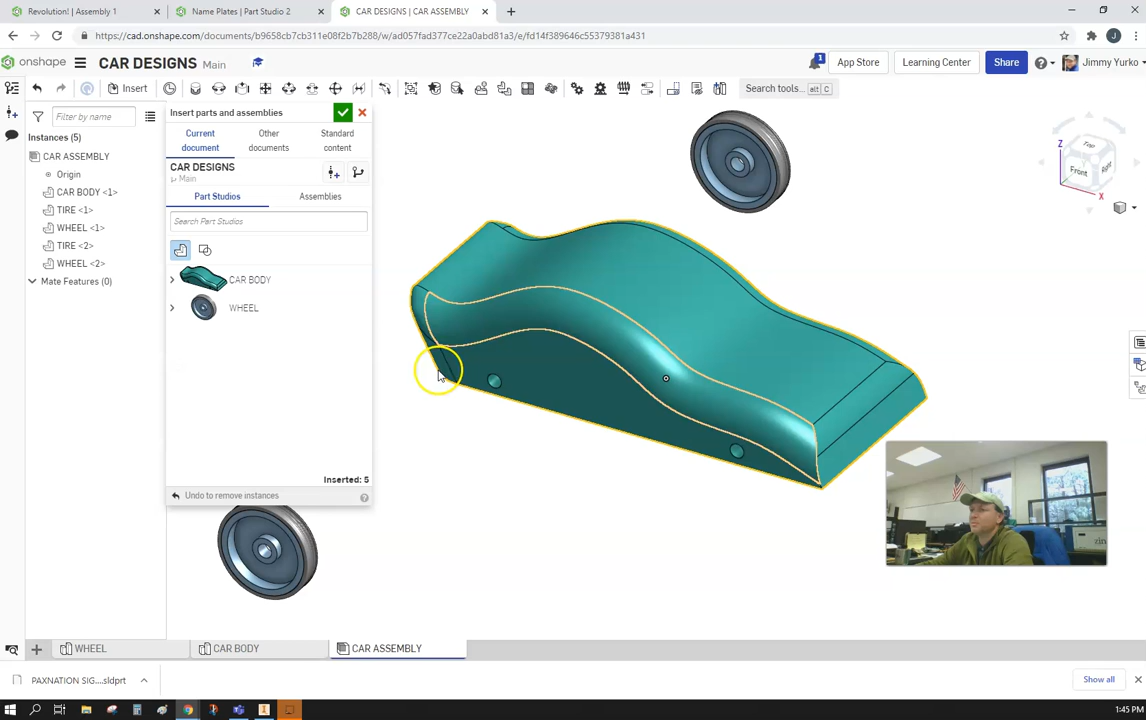 Revolution! | Assembly 1
Name Plates | Part Studio 2
CAR DESIGNS | CAR ASSEMBLY
https://cad.onshape.com/documents/b9658cb7cb311e08f2b7b288/w/ad057fad377ce22a0abd81a3/e/fd14f389646c55379381a431
J
onshape
CAR DESIGNS
Main
1
App Store
Learning Center
Share
Jimmy Yurko
Insert
Search tools...
alt
C
Filter by name
Instances (5)
CAR ASSEMBLY
Origin
CAR BODY <1>
TIRE <1>
WHEEL <1>
TIRE <2>
WHEEL <2>
Mate Features (0)
Insert parts and assemblies
Current document
Other documents
Standard content
CAR DESIGNS
Main
Part Studios
Assemblies
Search Part Studios
CAR BODY
WHEEL
Inserted: 5
Undo to remove instances
Z
Top
Front
Right
X
WHEEL
CAR BODY
CAR ASSEMBLY
PAXNATION SIG....sldprt
Show all
1:45 PM